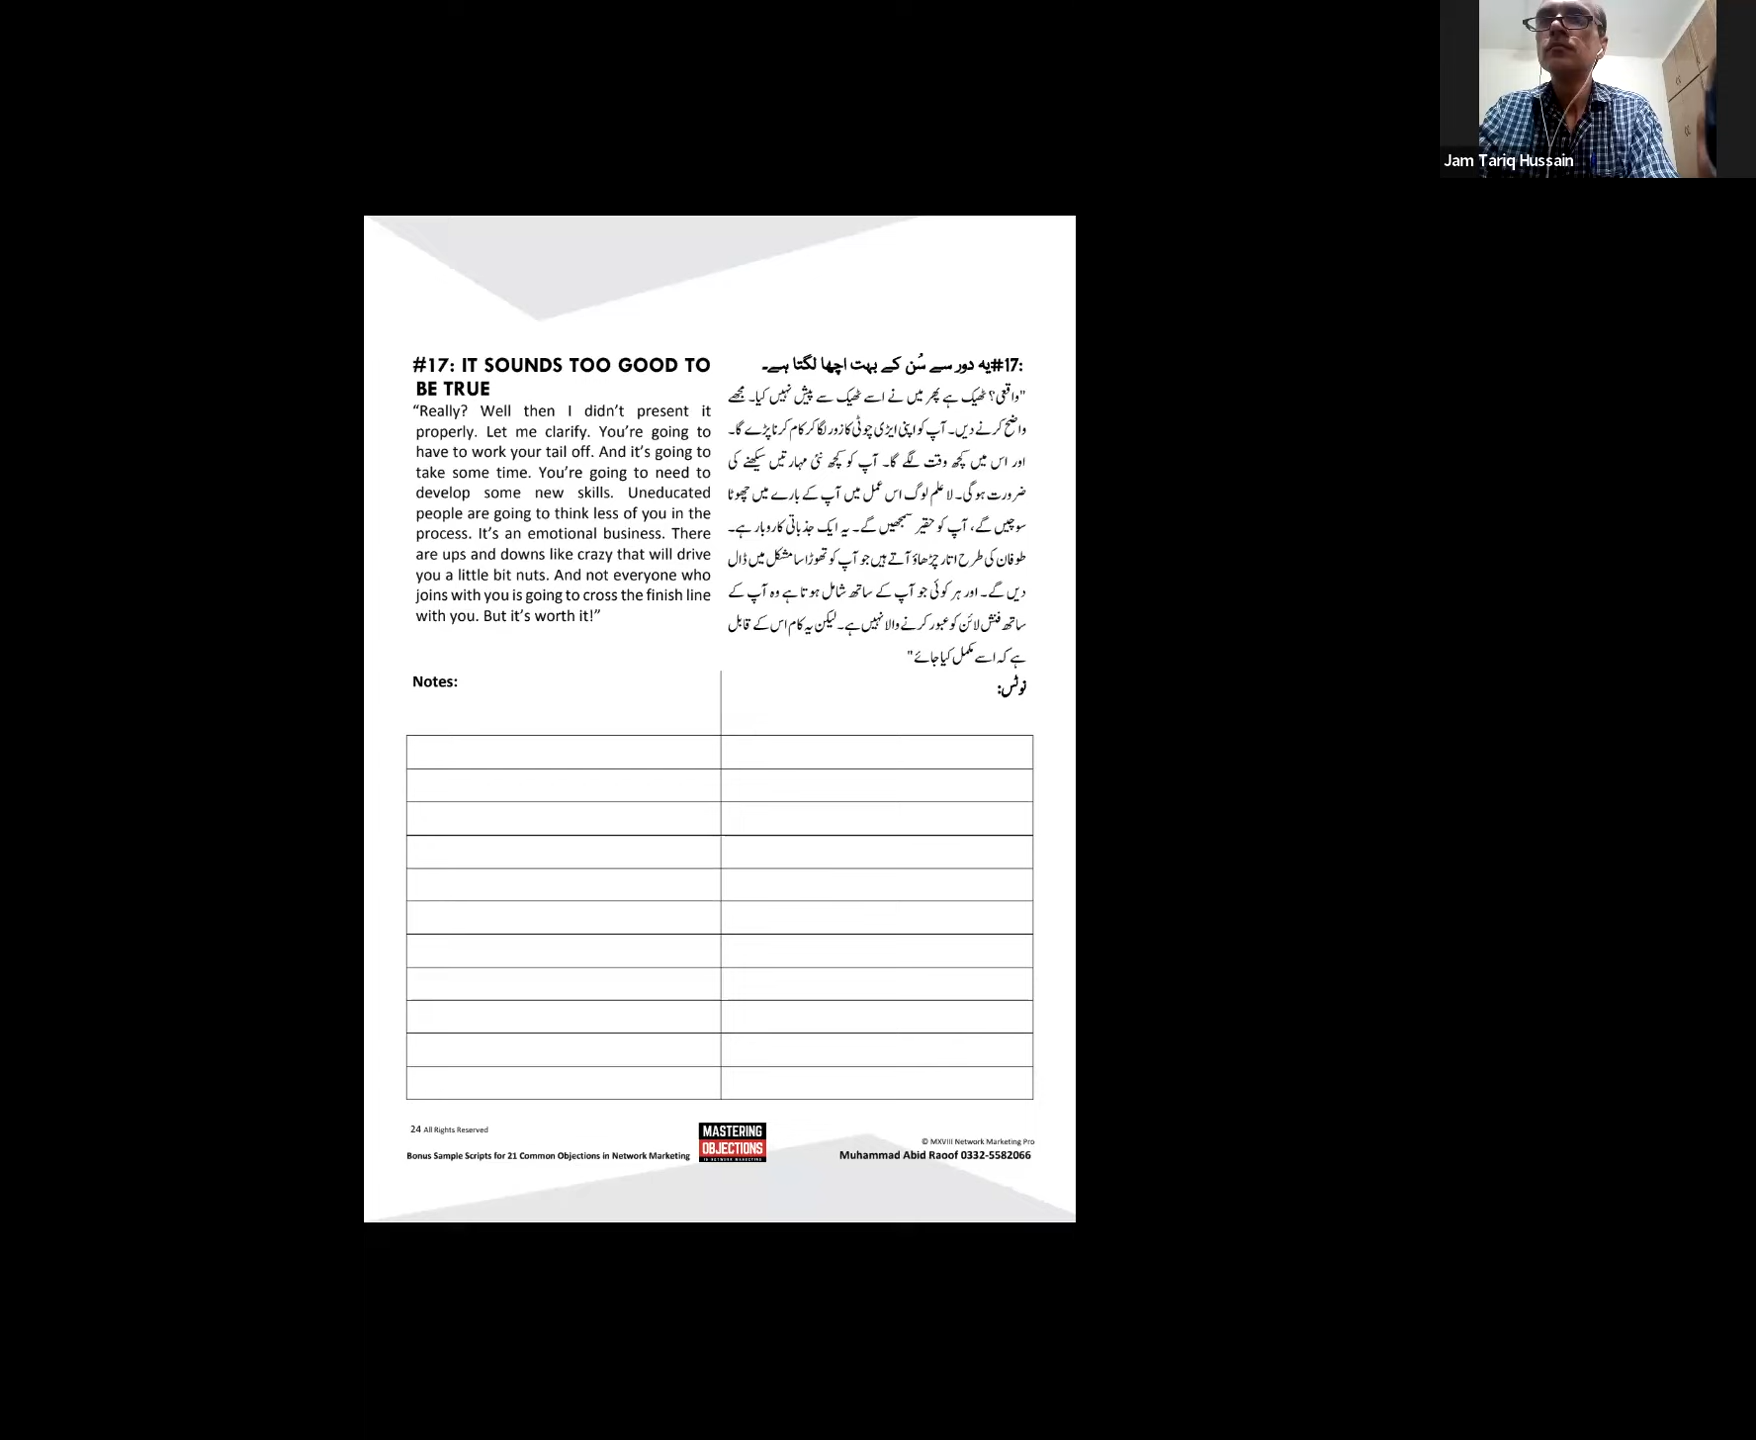 Jam Tariq Hussain
#17: IT SOUNDS TOO GOOD TO
BE TRUE
“Really? Well then I didn’t present it
properly. Let me clarify. You’re going to
have to work your tail off. And it’s going to
take some time. You’re going to need to
develop some new skills. Uneducated
people are going to think less of you in the
process. It’s an emotional business. There
are ups and downs like crazy that will drive
you a little bit nuts. And not everyone who
joins with you is going to cross the finish line
with you. But it’s worth it!”
#17: یہ دور سے سُن کے بہت اچھا لگتا ہے۔
"واقعی؟ ٹھیک ہے پھر میں نے اسے ٹھیک سے پیش نہیں کیا۔ مجھے
واضح کرنے دیں۔ آپ کو اپنی ایڑی چوٹی کا زور لگا کر کام کرنا پڑے گا۔
اور اس میں کچھ وقت لگے گا۔ آپ کو کچھ نئی مہارتیں سیکھنے کی
ضرورت ہوگی۔ لا علم لوگ اس عمل میں آپ کے بارے میں چھوٹا
سوچیں گے، آپ کو حقیر سمجھیں گے۔ یہ ایک جذباتی کاروبار ہے۔
طوفان کی طرح اتار چڑھاؤ آتے ہیں جو آپ کو تھوڑا سا مشکل میں ڈال
دیں گے۔ اور ہر کوئی جو آپ کے ساتھ شامل ہوتا ہے وہ آپ کے
ساتھ فنش لائن کو عبور کرنے والا نہیں ہے۔ لیکن یہ کام اس کے قابل
ہے کہ اسے مکمل کیا جائے"
Notes:
نوٹس:
24 All Rights Reserved
Bonus Sample Scripts for 21 Common Objections in Network Marketing
MASTERING
OBJECTIONS
IN NETWORK MARKETING
© MXVIII Network Marketing Pro
Muhammad Abid Raoof 0332-5582066